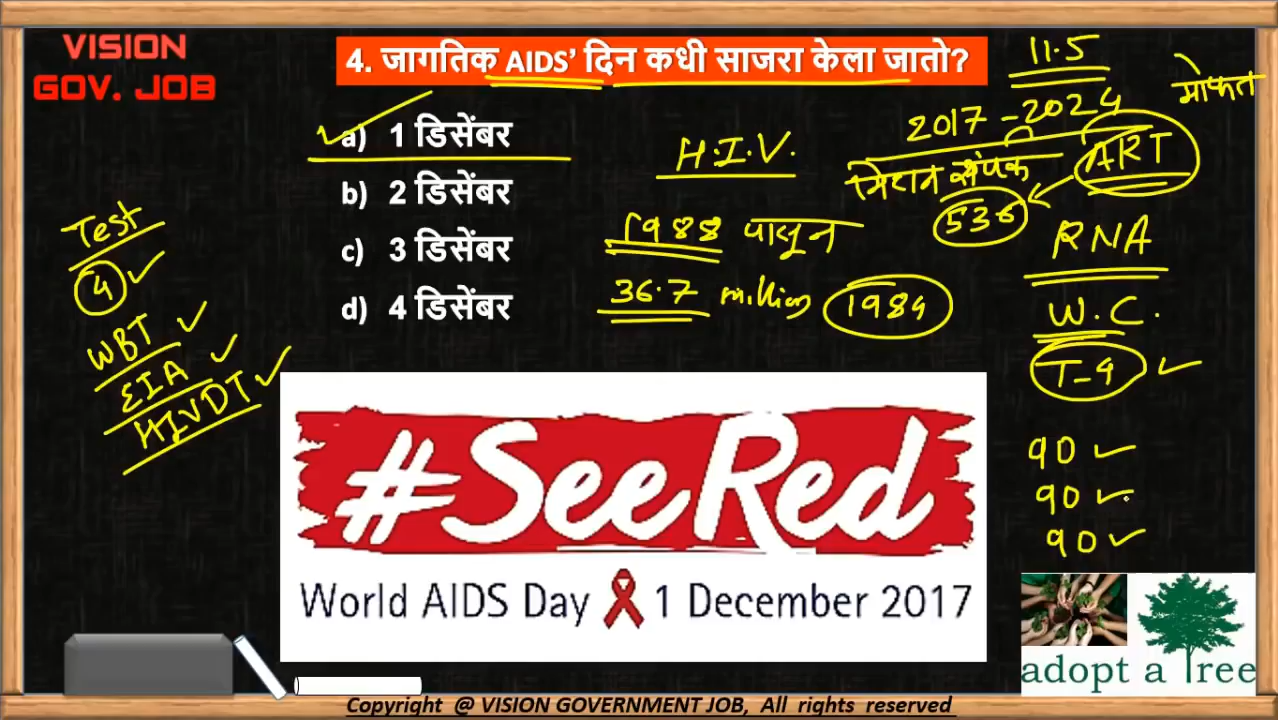 VISION
GOV. JOB
4. जागतिक AIDS’ दिन कधी साजरा केला जातो?
a) 1 डिसेंबर
b) 2 डिसेंबर
c) 3 डिसेंबर
d) 4 डिसेंबर
Test
4
WBT
EIA
HIVDT
H.I.V.
1988 पासून
36.7 million
1984
11.5
मोफत
2017 - 2024
मिशन संपर्क
ART
536
RNA
W.C.
T-4
90
90
90
#SeeRed
World AIDS Day 1 December 2017
adopt a Tree
Copyright @ VISION GOVERNMENT JOB, All rights reserved